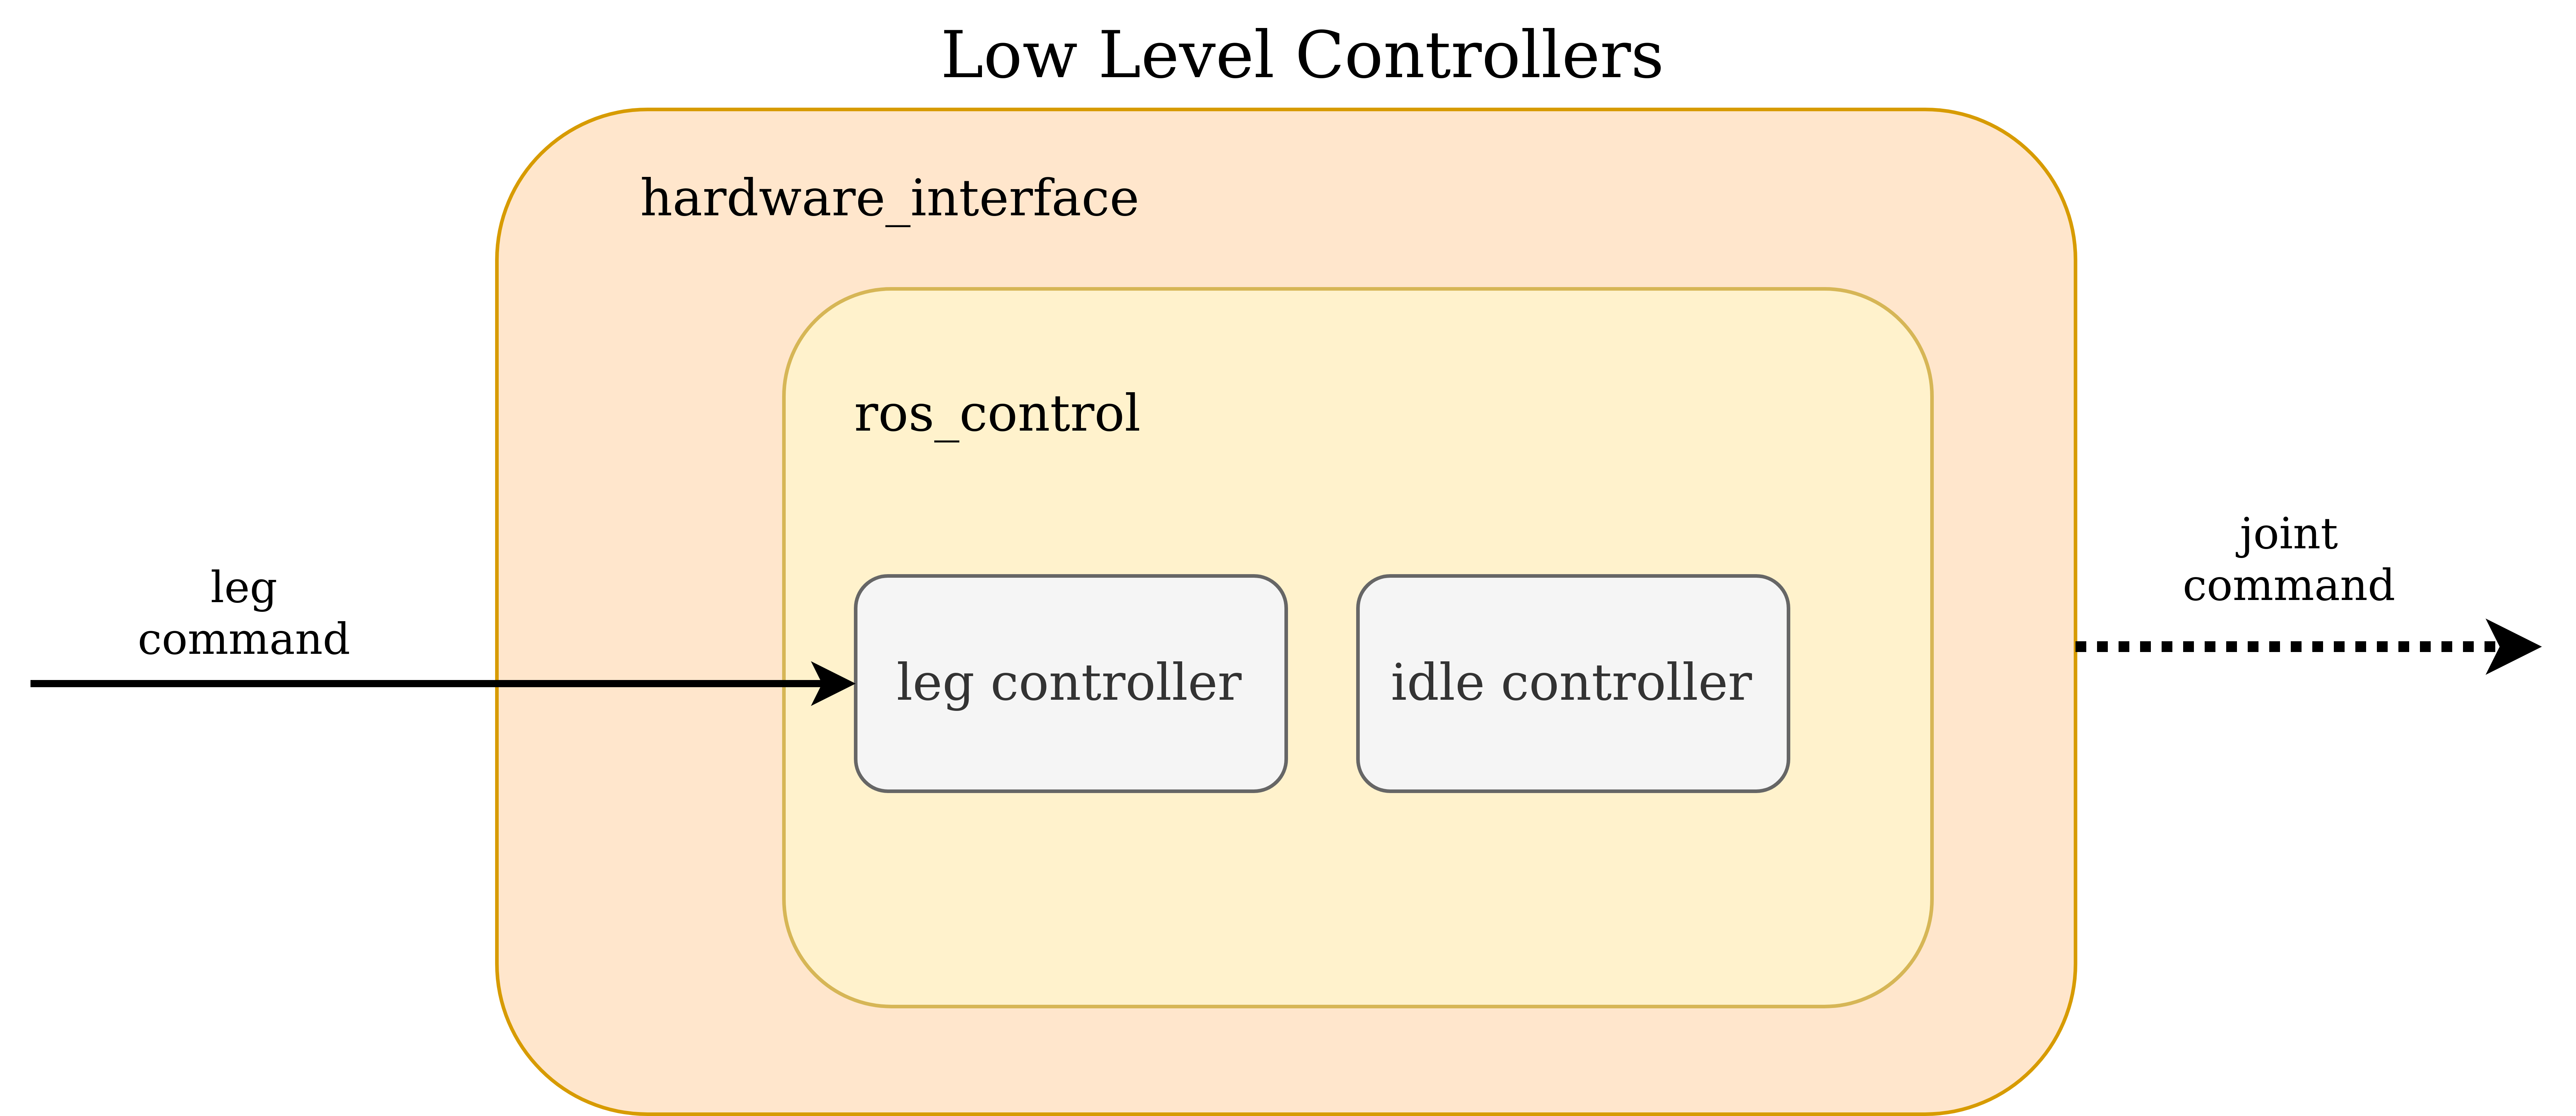 Low Level Controllers
hardware_interface
ros_control
leg
command
leg controller
idle controller
joint
command